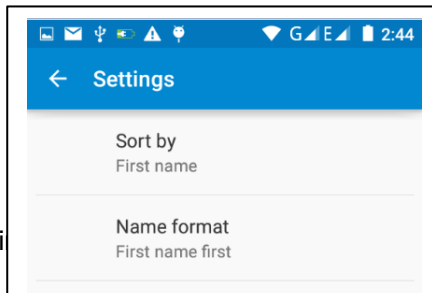 G E 2:44
Settings
Sort by
First name
Name format
First name first